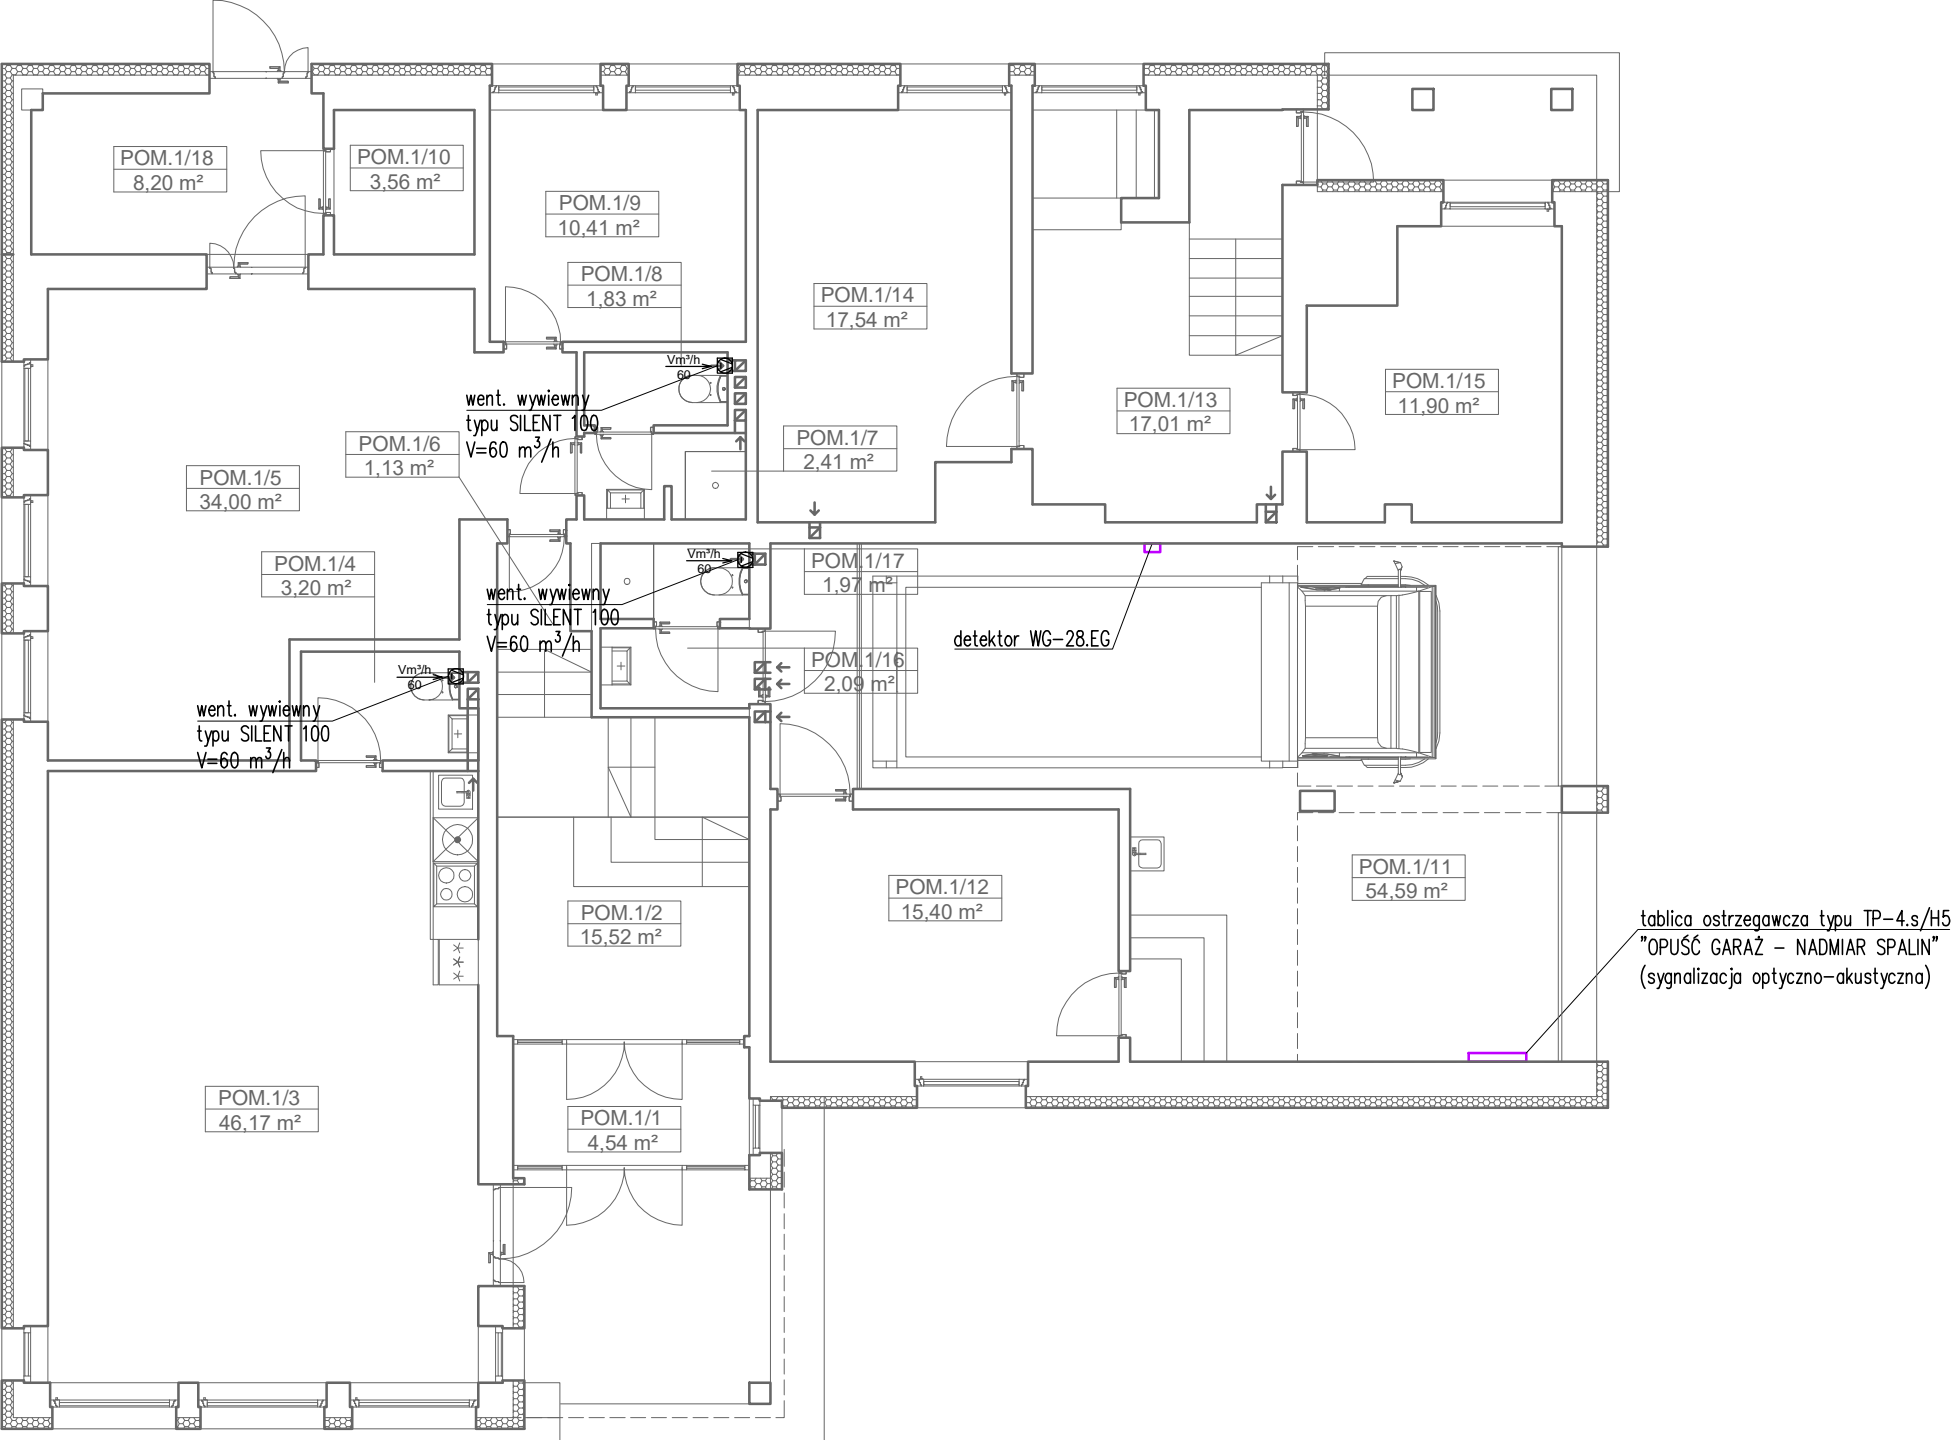 POM.1/18
8,20 m²
POM.1/10
3,56 m²
POM.1/9
10,41 m²
POM.1/8
1,83 m²
POM.1/14
17,54 m²
POM.1/13
17,01 m²
POM.1/15
11,90 m²
Vm³/h
60
went. wywiewny
typu SILENT 100
V=60 m³/h
POM.1/6
1,13 m²
POM.1/7
2,41 m²
POM.1/5
34,00 m²
POM.1/4
3,20 m²
Vm³/h
60
went. wywiewny
typu SILENT 100
V=60 m³/h
POM.1/17
1,97 m²
detektor WG-28.EG
POM.1/16
2,09 m²
Vm³/h
60
went. wywiewny
typu SILENT 100
V=60 m³/h
POM.1/11
54,59 m²
POM.1/12
15,40 m²
POM.1/2
15,52 m²
tablica ostrzegawcza typu TP-4.s/H5
"OPUŚĆ GARAŻ - NADMIAR SPALIN"
(sygnalizacja optyczno-akustyczna)
POM.1/3
46,17 m²
POM.1/1
4,54 m²